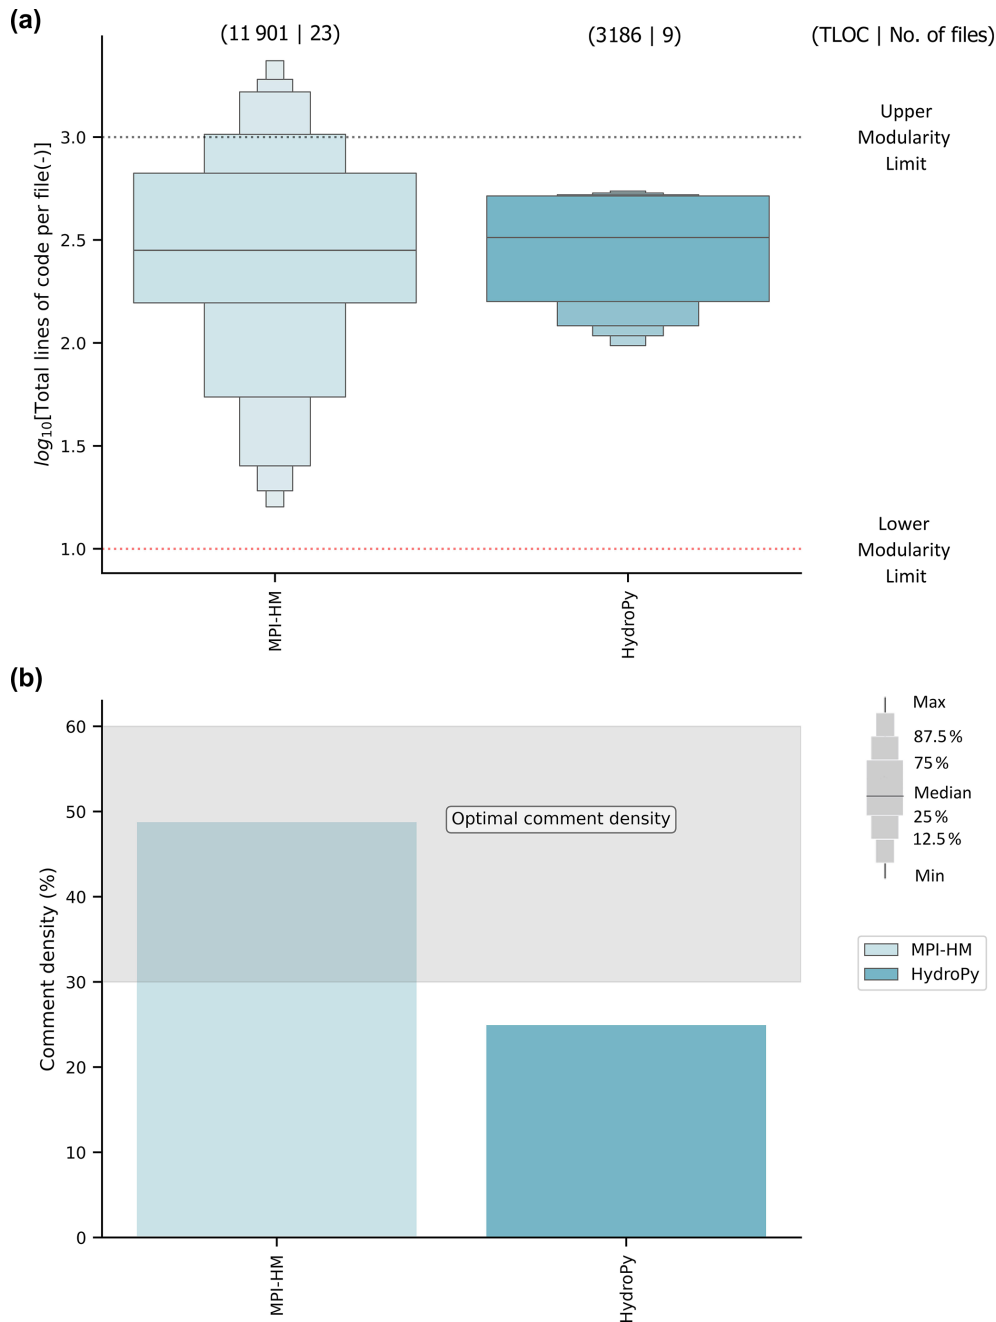 (a)
(11 901 | 23)
(3186 | 9)
(TLOC | No. of files)
log10[Total lines of code per file(-)]
3.0
2.5
2.0
1.5
1.0
Upper
Modularity
Limit
Lower
Modularity
Limit
MPI-HM
HydroPy
(b)
Comment density (%)
60
50
40
30
20
10
0
Optimal comment density
Max
87.5 %
75 %
Median
25 %
12.5 %
Min
MPI-HM
HydroPy
MPI-HM
HydroPy